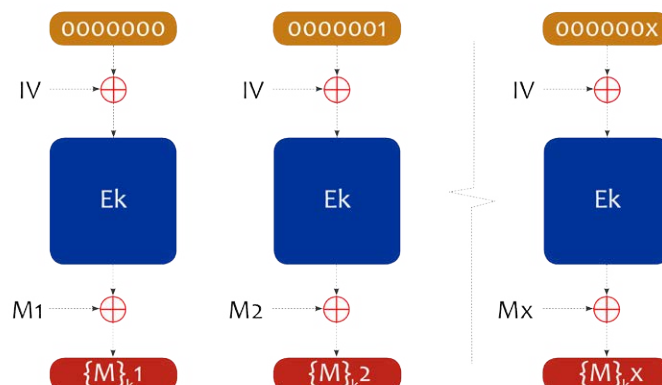 0000000 0000001 000000x
IV IV IV
Ek Ek Ek
M1 M2 Mx
{M}k1 {M}k2 {M}kx